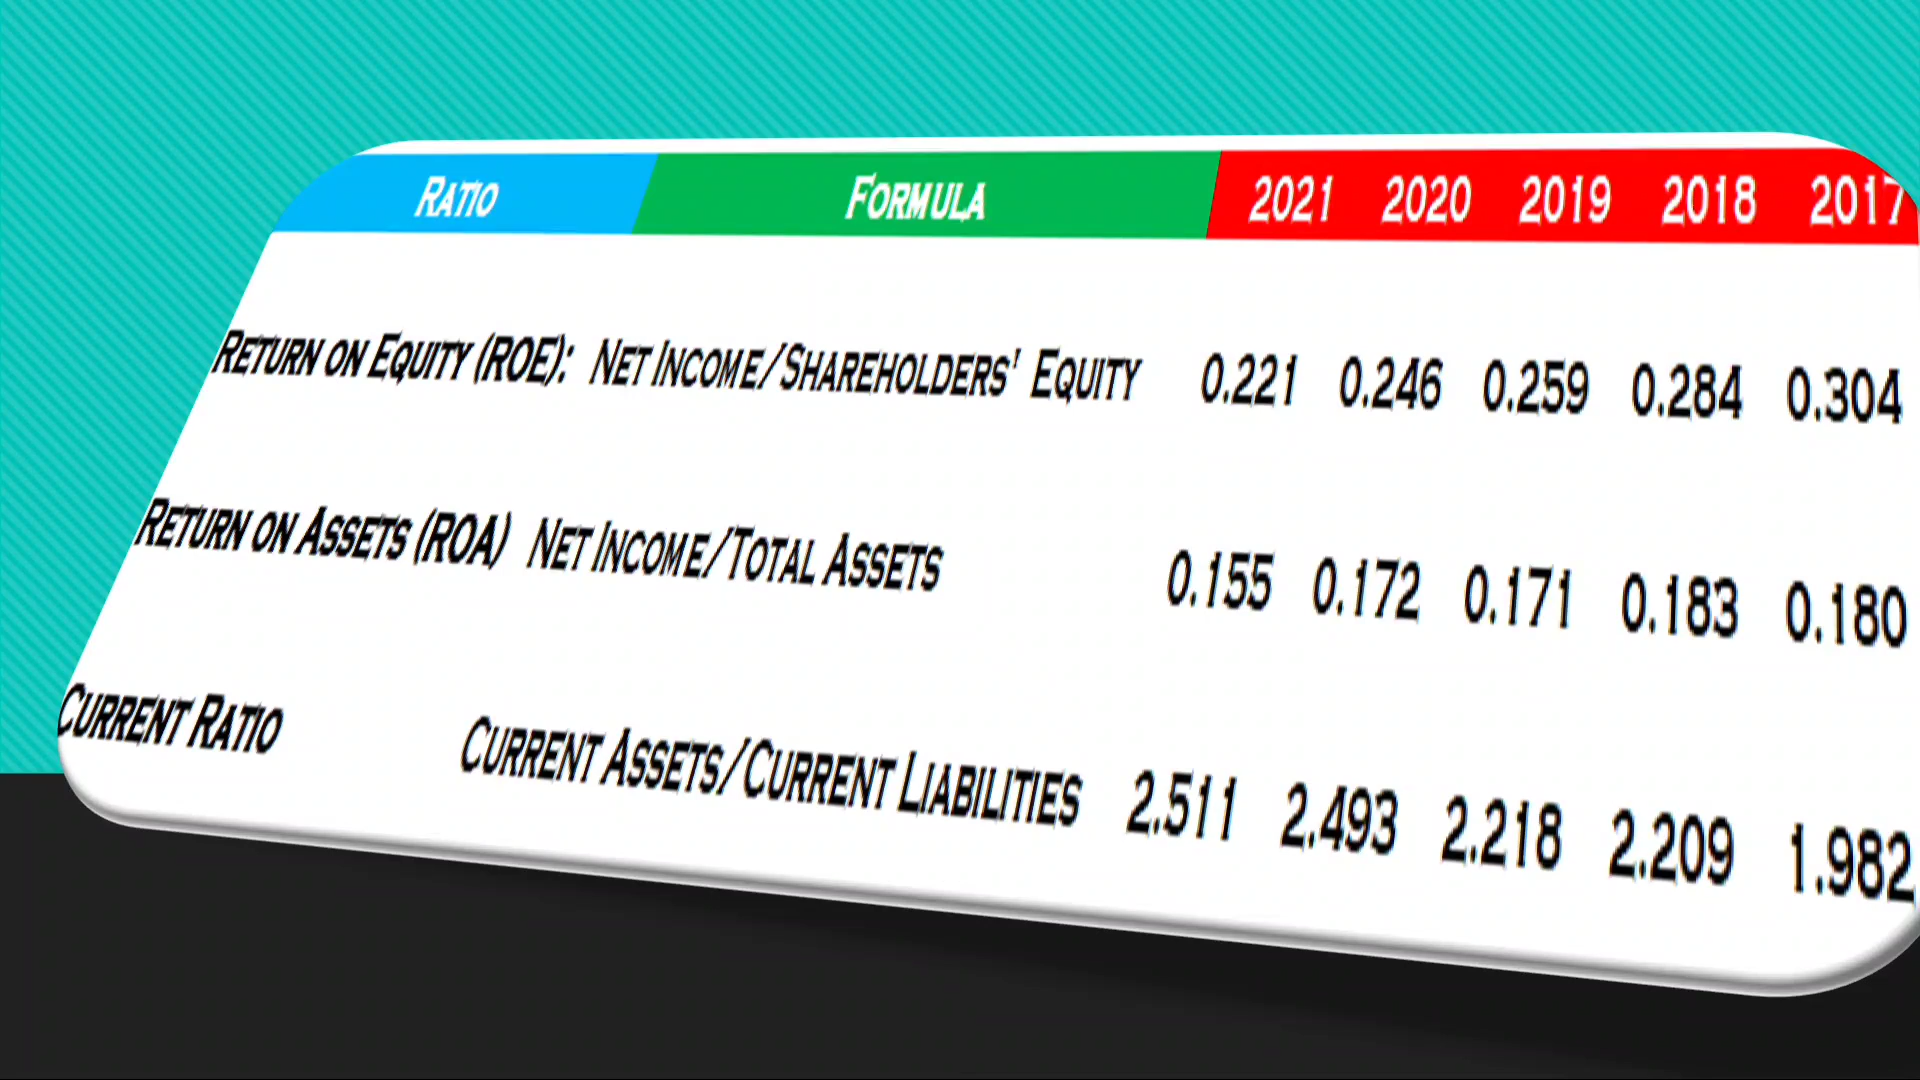 Ratio Formula 2021 2020 2019 2018 2017
Return on Equity (ROE): Net Income/Shareholders' Equity 0.221 0.246 0.259 0.284 0.304
Return on Assets (ROA) Net Income/Total Assets 0.155 0.172 0.171 0.183 0.180
Current Ratio Current Assets/Current Liabilities 2.511 2.493 2.218 2.209 1.982